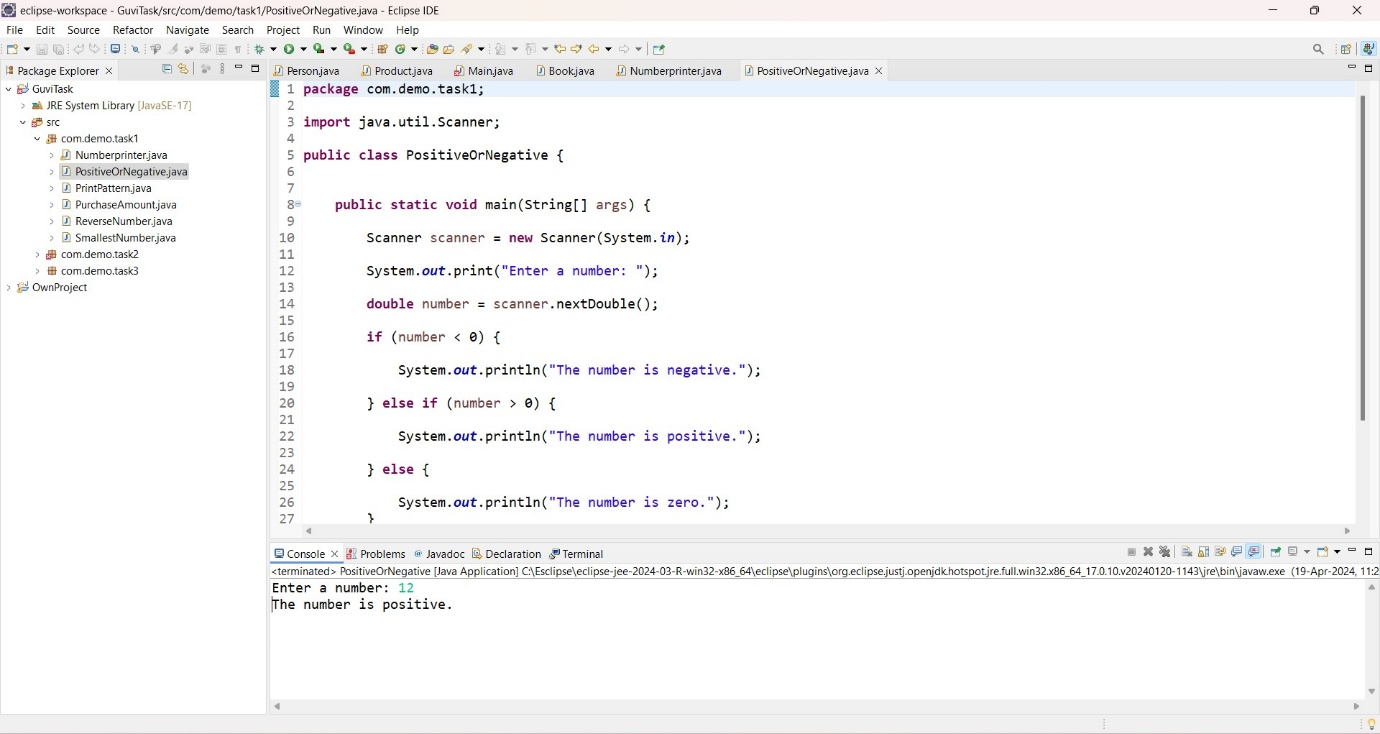 eclipse-workspace - GuviTask/src/com/demo/task1/PositiveOrNegative.java - Eclipse IDE
File Edit Source Refactor Navigate Search Project Run Window Help
Package Explorer
GuviTask
JRE System Library [JavaSE-17]
src
com.demo.task1
Numberprinter.java
PositiveOrNegative.java
PrintPattern.java
PurchaseAmount.java
ReverseNumber.java
SmallestNumber.java
com.demo.task2
com.demo.task3
OwnProject
Person.java Product.java Main.java Book.java Numberprinter.java PositiveOrNegative.java
1 package com.demo.task1;
2
3 import java.util.Scanner;
4
5 public class PositiveOrNegative {
6
7
8 public static void main(String[] args) {
9
10 Scanner scanner = new Scanner(System.in);
11
12 System.out.print("Enter a number: ");
13
14 double number = scanner.nextDouble();
15
16 if (number < 0) {
17
18 System.out.println("The number is negative.");
19
20 } else if (number > 0) {
21
22 System.out.println("The number is positive.");
23
24 } else {
25
26 System.out.println("The number is zero.");
27 }
Console Problems Javadoc Declaration Terminal
<terminated> PositiveOrNegative [Java Application] C:\Esclipse\eclipse-jee-2024-03-R-win32-x86_64\eclipse\plugins\org.eclipse.justj.openjdk.hotspot.jre.full.win32.x86_64_17.0.10.v20240120-1143\jre\bin\javaw.exe (19-Apr-2024, 11:2
Enter a number: 12
The number is positive.